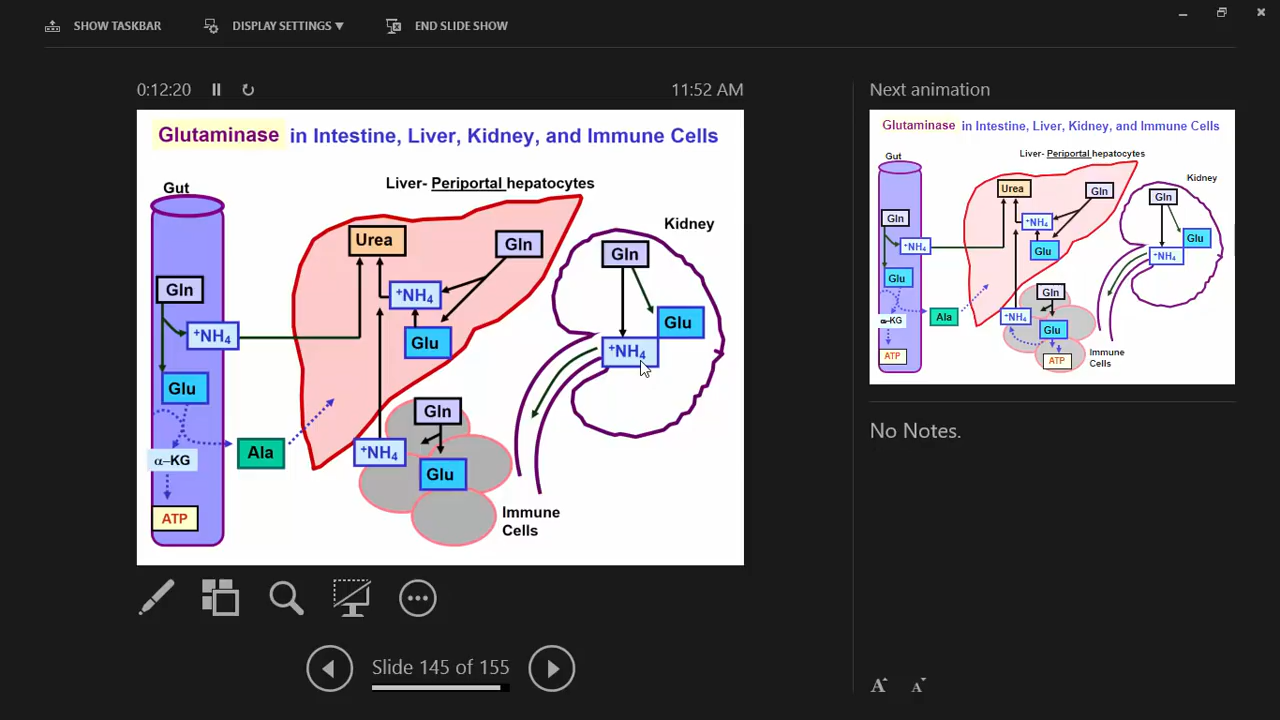 SHOW TASKBAR
DISPLAY SETTINGS ▼
END SLIDE SHOW
0:12:20
11:52 AM
Next animation
Glutaminase in Intestine, Liver, Kidney, and Immune Cells
Gut
Liver- Periportal hepatocytes
Kidney
Urea
Gln
Gln
Gln
⁺NH₄
Glu
⁺NH₄
Glu
⁺NH₄
Glu
Gln
Ala
⁺NH₄
α–KG
Glu
ATP
Immune
Cells
Glutaminase in Intestine, Liver, Kidney, and Immune Cells
Liver- Periportal hepatocytes
Gut
Kidney
Urea
Gln
Gln
Gln
⁺NH₄
Glu
⁺NH₄
Glu
⁺NH₄
Glu
Gln
Ala
⁺NH₄
α–KG
Glu
ATP
ATP
Immune
Cells
No Notes.
Slide 145 of 155
A
A